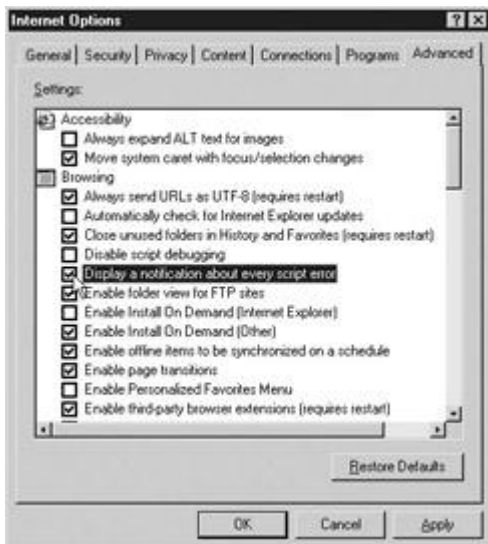 Internet Options
General Security Privacy Content Connections Programs Advanced
Settings:
Accessibility
Always expand ALT text for images
Move system caret with focus/selection changes
Browsing
Always send URLs as UTF-8 (requires restart)
Automatically check for Internet Explorer updates
Close unused folders in History and Favorites (requires restart)
Disable script debugging
Display a notification about every script error
Enable folder view for FTP sites
Enable Install On Demand (Internet Explorer)
Enable Install On Demand (Other)
Enable offline items to be synchronized on a schedule
Enable page transitions
Enable Personalized Favorites Menu
Enable third-party browser extensions (requires restart)
Restore Defaults
OK Cancel Apply